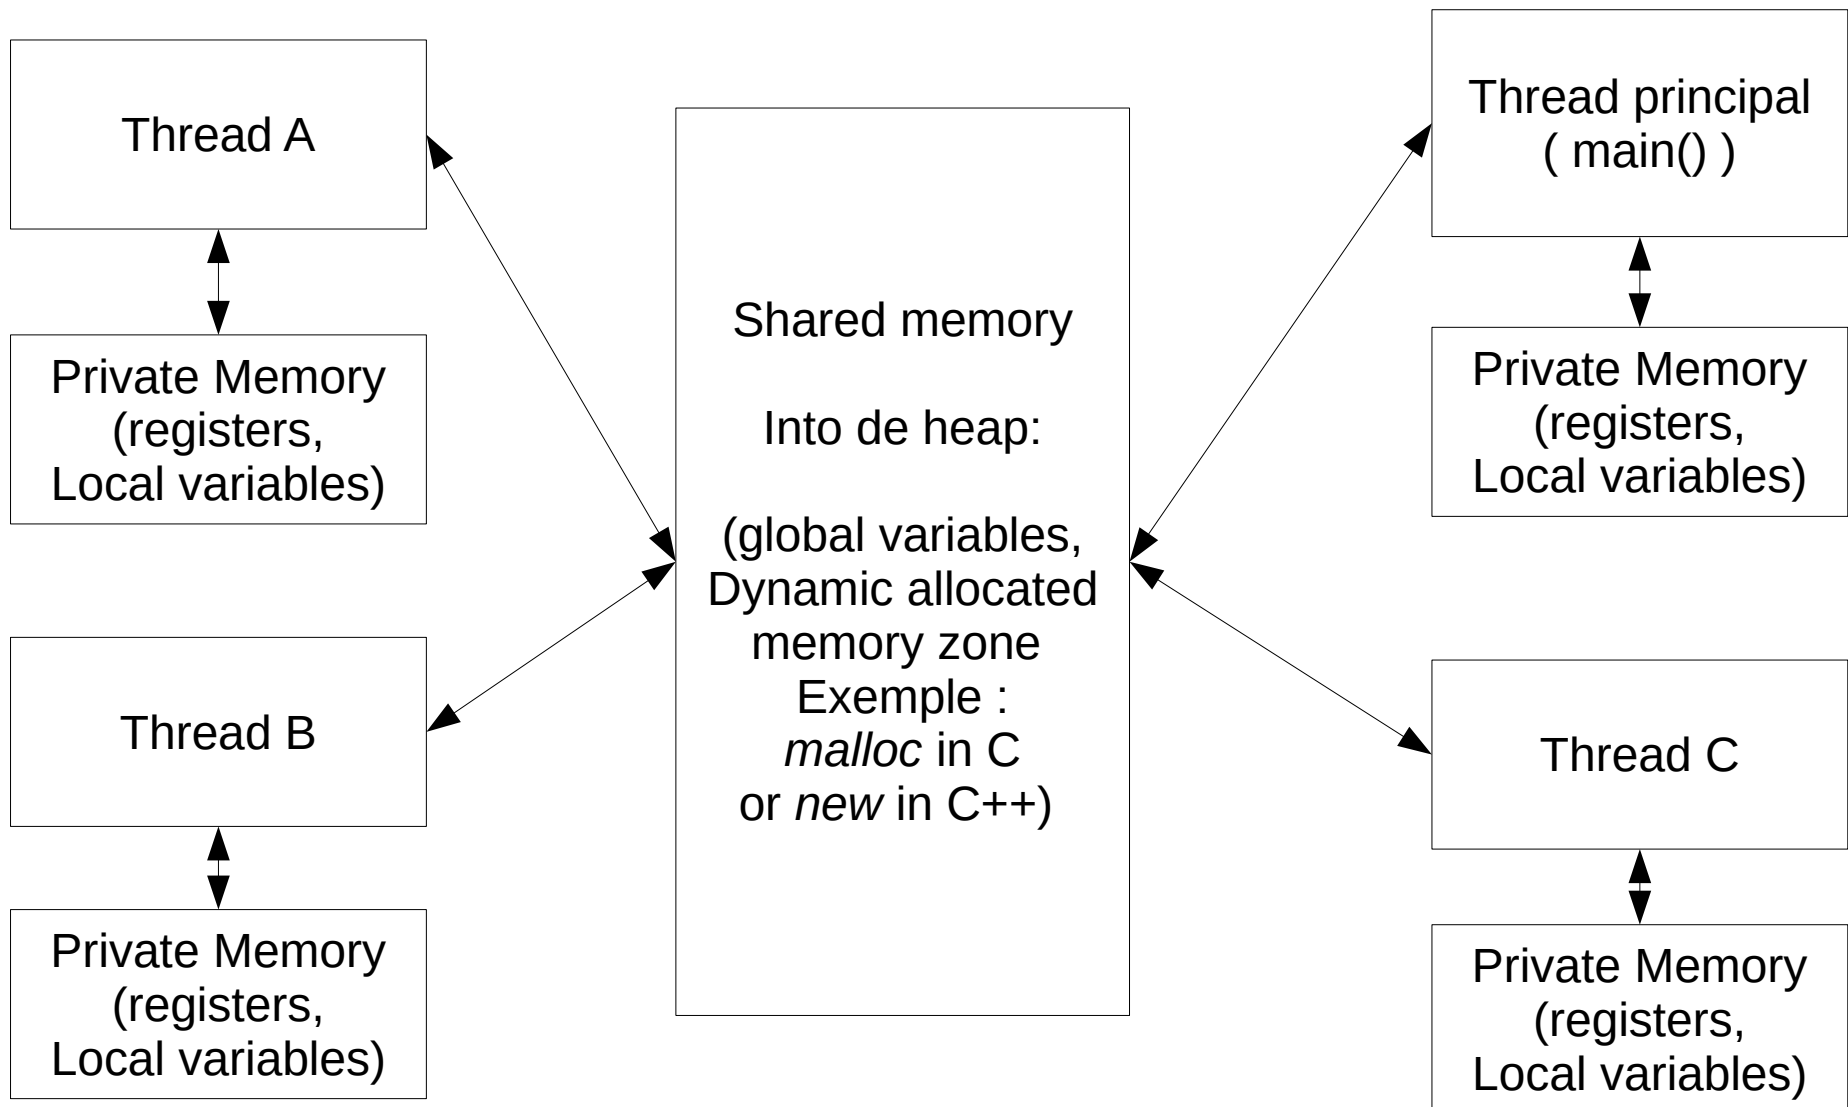 Thread A
Private Memory
(registers,
Local variables)
Thread B
Private Memory
(registers,
Local variables)
Shared memory
Into de heap:
(global variables,
Dynamic allocated
memory zone
Exemple :
malloc in C
or new in C++)
Thread principal
( main() )
Private Memory
(registers,
Local variables)
Thread C
Private Memory
(registers,
Local variables)